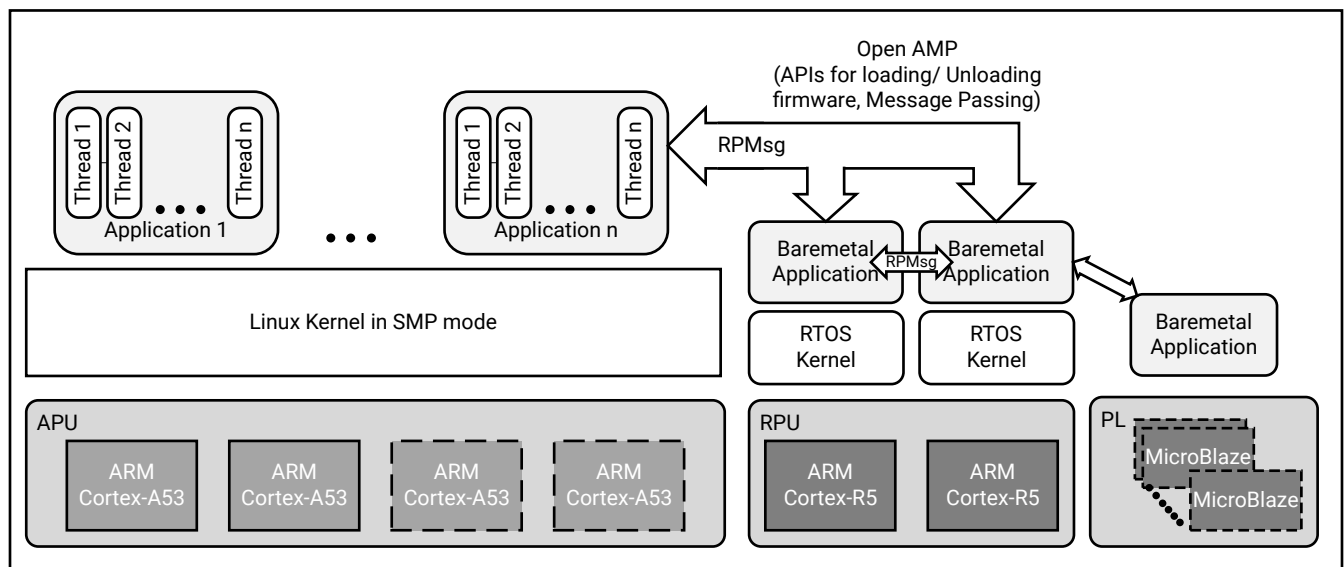 Open AMP
(APIs for loading/ Unloading
firmware, Message Passing)
Thread 1
Thread 2
Thread n
Application 1
Thread 1
Thread 2
Thread n
Application n
RPMsg
Baremetal
Application
RPMsg
Baremetal
Application
Linux Kernel in SMP mode
RTOS
Kernel
RTOS
Kernel
Baremetal
Application
APU
ARM
Cortex-A53
ARM
Cortex-A53
ARM
Cortex-A53
ARM
Cortex-A53
RPU
ARM
Cortex-R5
ARM
Cortex-R5
PL
MicroBlaze
MicroBlaze